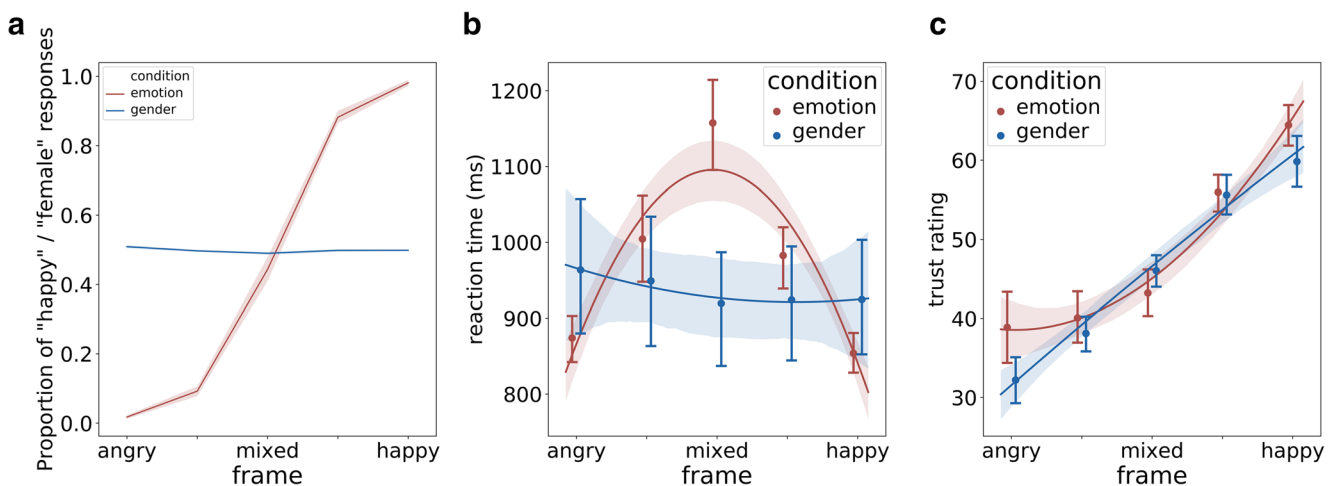 a
Proportion of "happy" / "female" responses
1.0
0.8
0.6
0.4
0.2
0.0
condition
emotion
gender
angry
mixed
happy
frame
b
reaction time (ms)
1200
1100
1000
900
800
condition
emotion
gender
angry
mixed
happy
frame
c
trust rating
70
60
50
40
30
condition
emotion
gender
angry
mixed
happy
frame